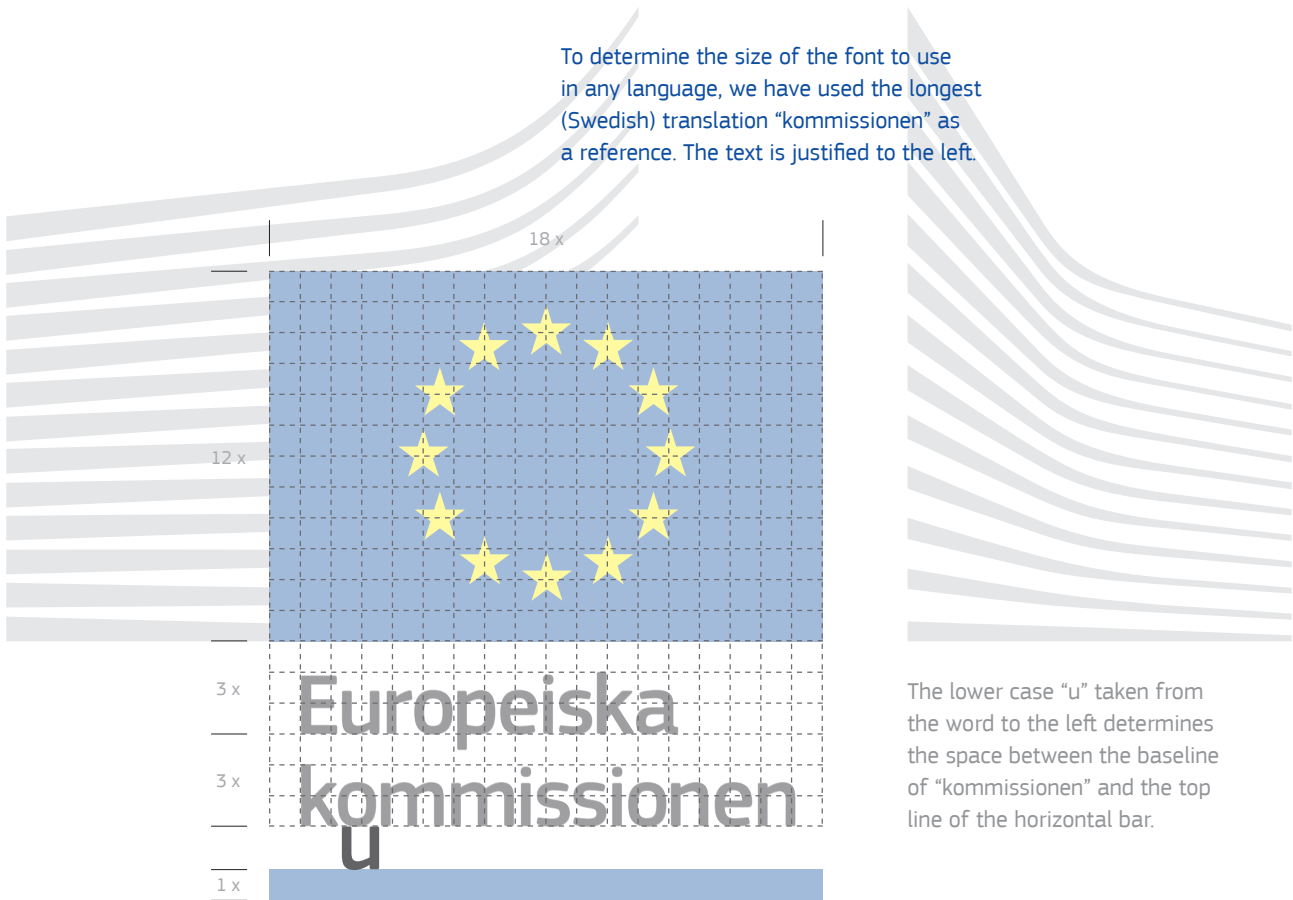 To determine the size of the font to use
in any language, we have used the longest
(Swedish) translation “kommissionen” as
a reference. The text is justified to the left.
18 x
12 x
3 x
Europeiska
3 x
kommissionen
u
1 x
The lower case “u” taken from
the word to the left determines
the space between the baseline
of “kommissionen” and the top
line of the horizontal bar.